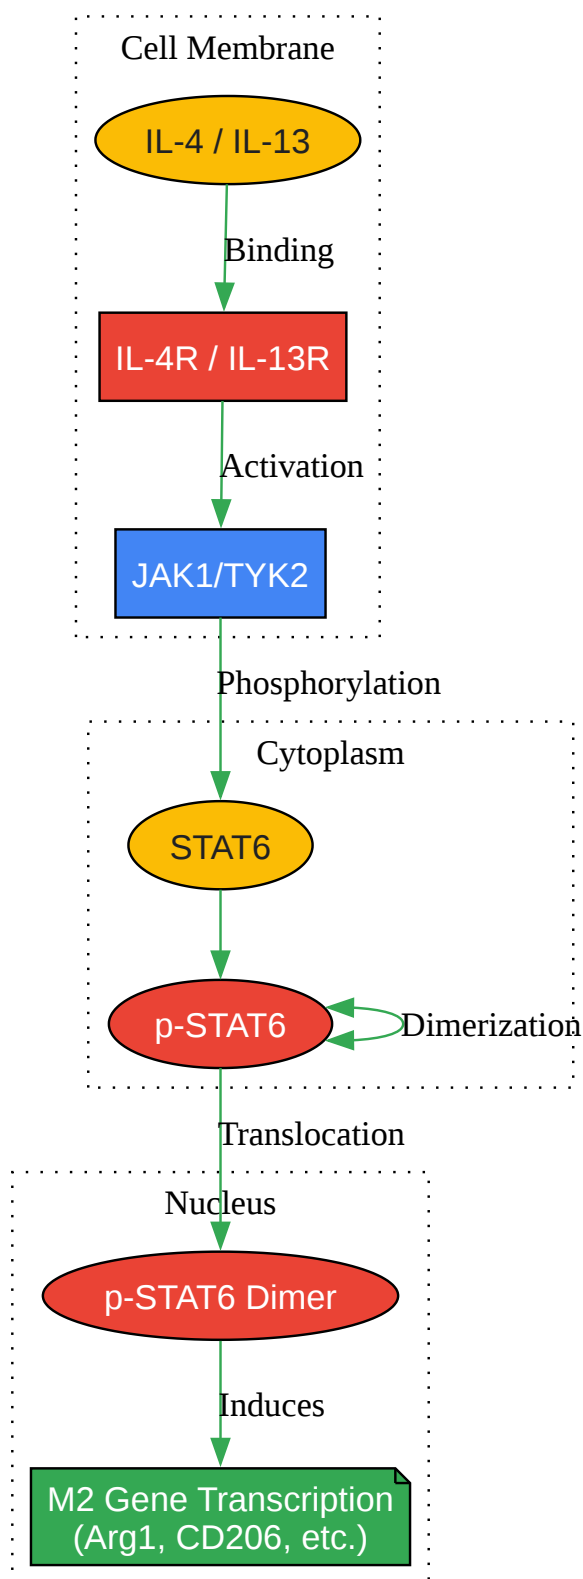 Cell Membrane
IL-4 / IL-13
Binding
IL-4R / IL-13R
Activation
JAK1/TYK2
Phosphorylation
Cytoplasm
STAT6
p-STAT6
Dimerization
Translocation
Nucleus
p-STAT6 Dimer
Induces
M2 Gene Transcription
(Arg1, CD206, etc.)